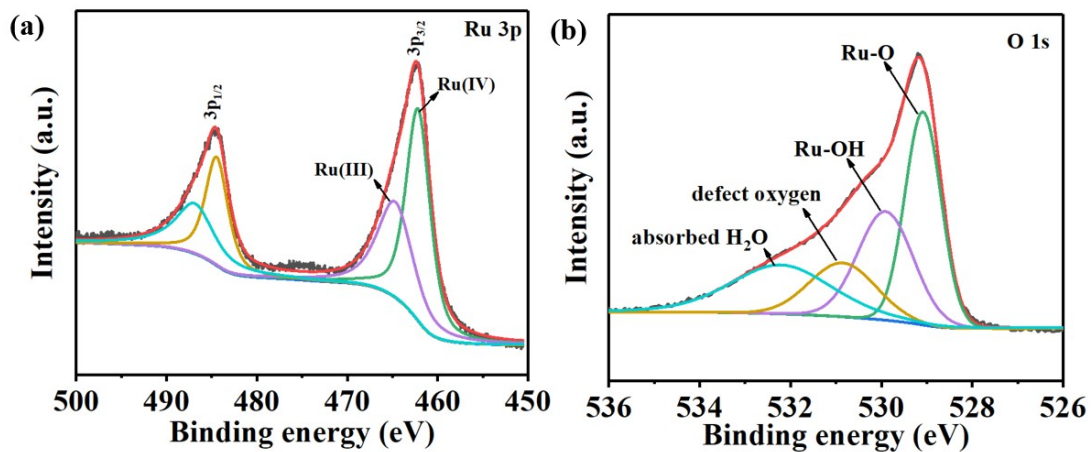 (a)
Ru 3p
3p1/2
3p3/2
Ru(IV)
Ru(III)
Intensity (a.u.)
500 490 480 470 460 450
Binding energy (eV)
(b)
O 1s
Ru-O
Ru-OH
defect oxygen
absorbed H2O
Intensity (a.u.)
536 534 532 530 528 526
Binding energy (eV)